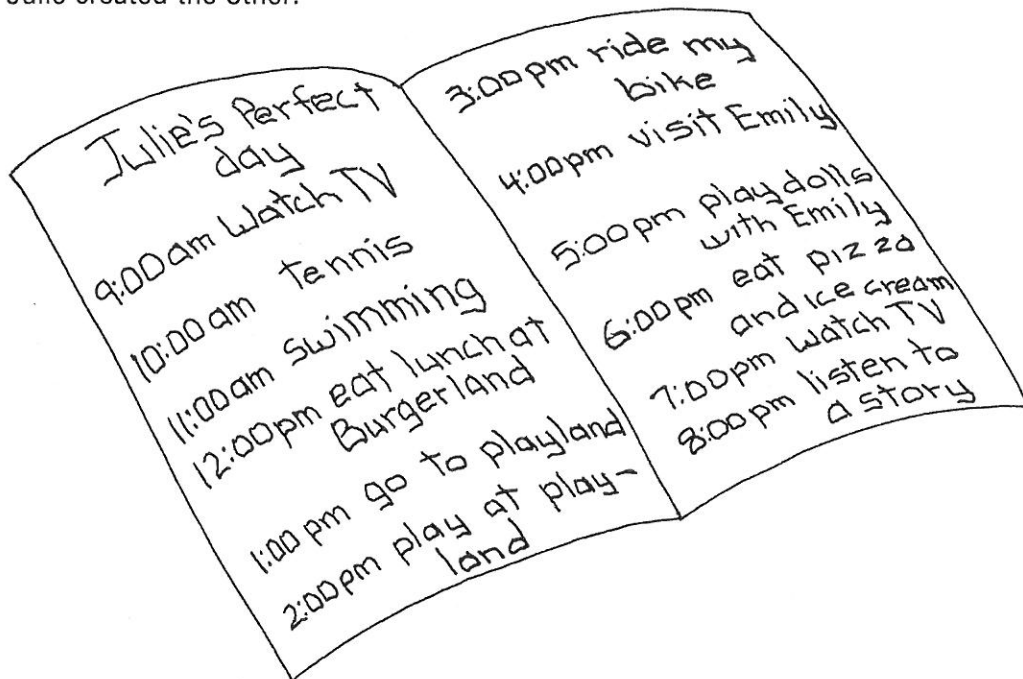 Julie created the other.
Julie's Perfect
day
9:00am Watch TV
10:00am tennis
11:00am swimming
12:00pm eat lunch at
Burgerland
1:00pm go to playland
2:00pm play at play-
land
3:00pm ride my
bike
4:00pm visit Emily
5:00pm play dolls
with Emily
6:00pm eat pizza
and ice cream
7:00pm watch TV
8:00pm listen to
a story